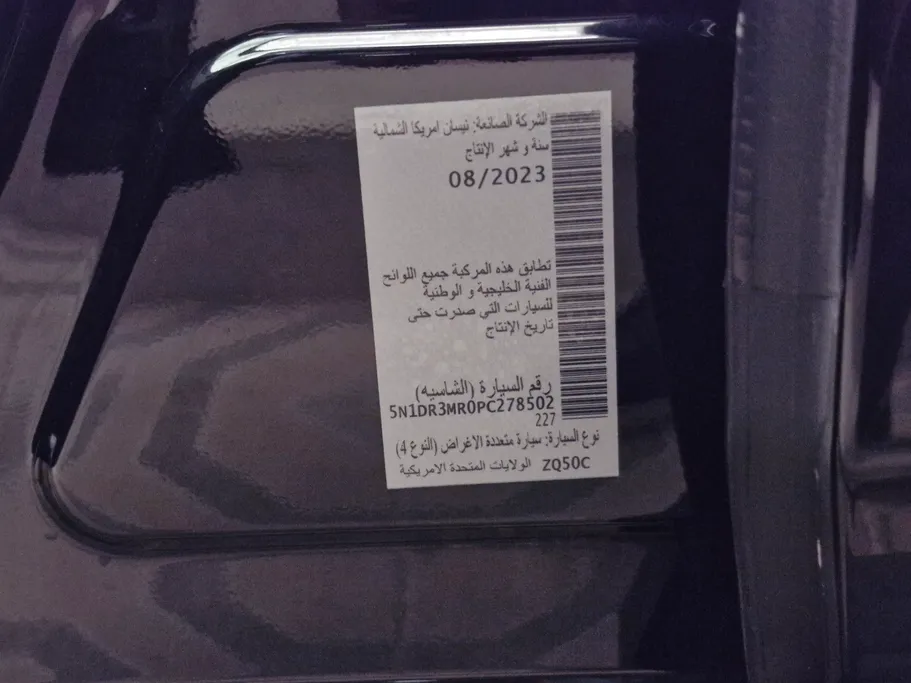 الشركة الصانعة: نيسان امريكا الشمالية
سنة و شهر الإنتاج
08/2023
تطابق هذه المركبة جميع اللوائح
الفنية الخليجية و الوطنية
للسيارات التي صدرت حتى
تاريخ الإنتاج
رقم السيارة (الشاسيه)
5N1DR3MR0PC278502
227
نوع السيارة: سيارة متعددة الاغراض (النوع 4)
ZQ50C الولايات المتحدة الامريكية